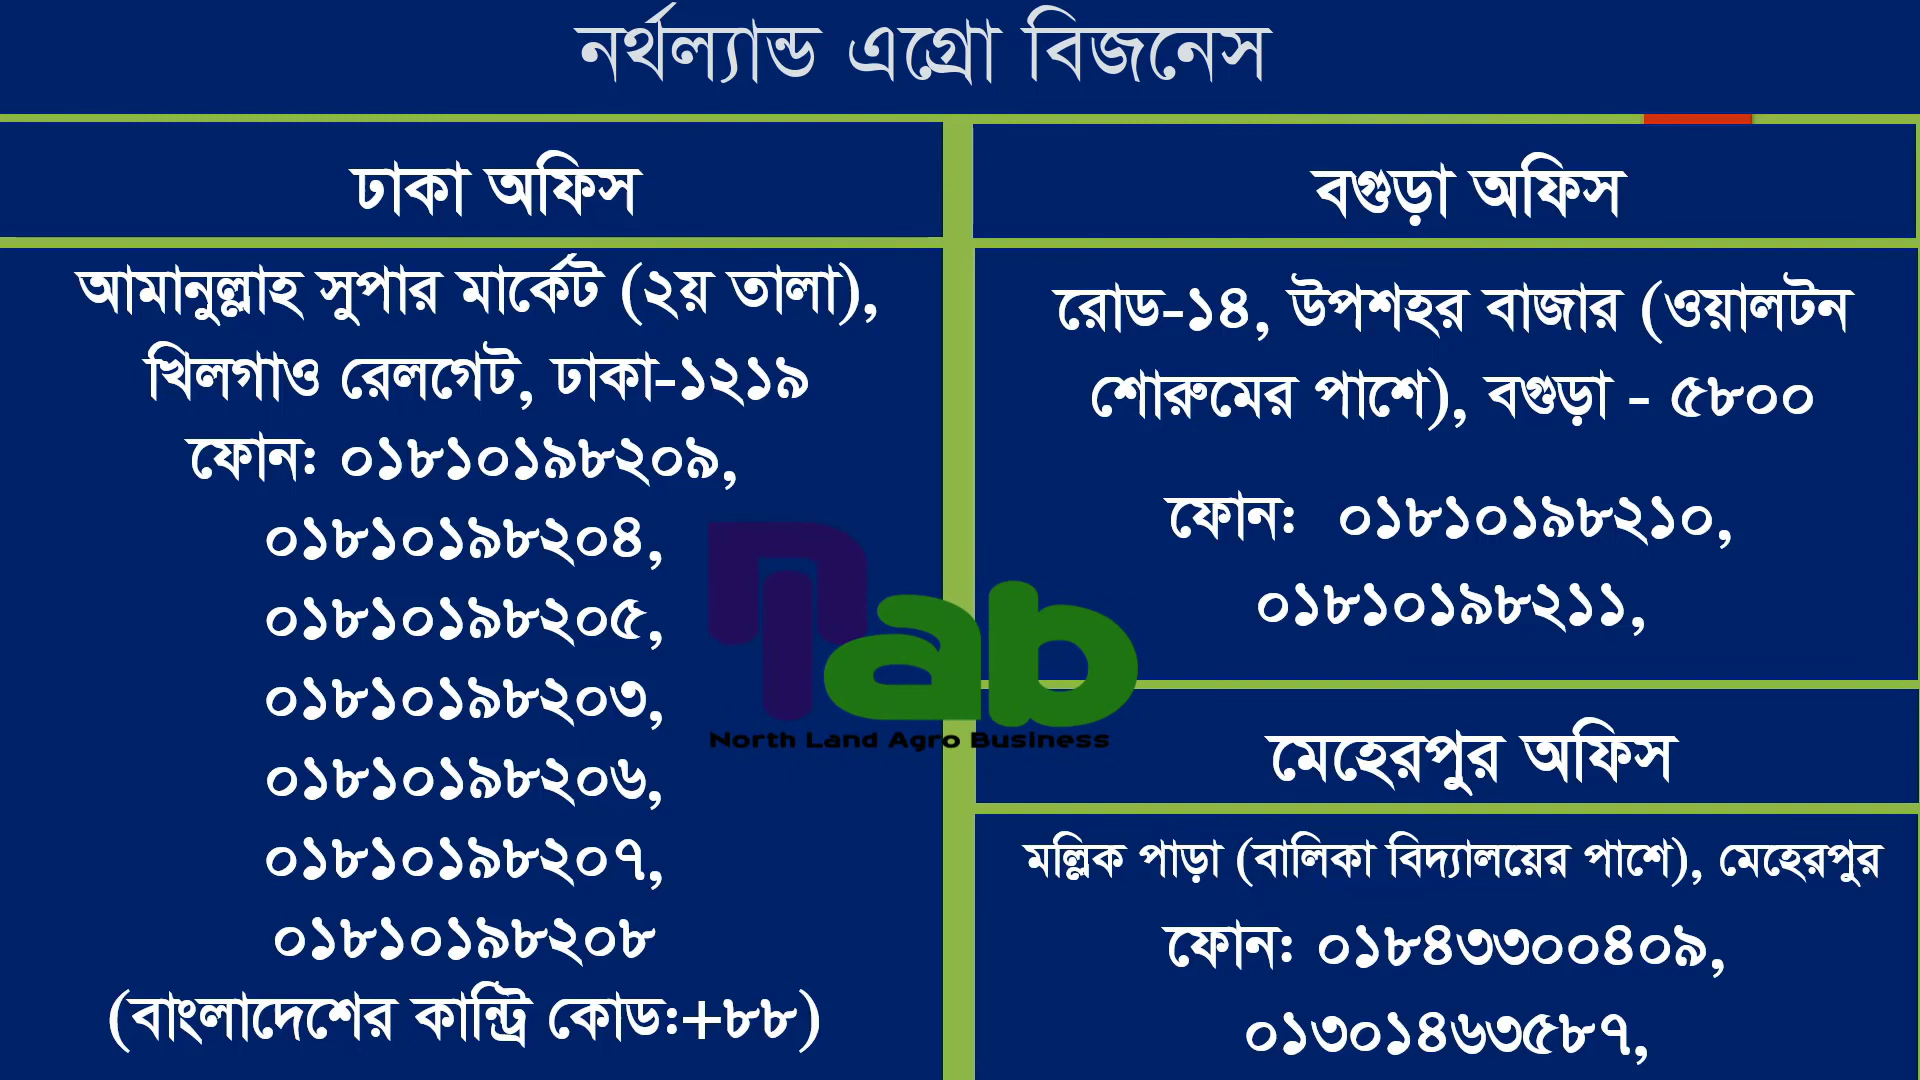 নর্থল্যান্ড এগ্রো বিজনেস
ঢাকা অফিস
আমানুল্লাহ সুপার মার্কেট (২য় তালা),
খিলগাও রেলগেট, ঢাকা-১২১৯
ফোনঃ ০১৮১০১৯৮২০৯,
০১৮১০১৯৮২০৪,
০১৮১০১৯৮২০৫,
০১৮১০১৯৮২০৩,
০১৮১০১৯৮২০৬,
০১৮১০১৯৮২০৭,
০১৮১০১৯৮২০৮
(বাংলাদেশের কান্ট্রি কোডঃ+৮৮)
বগুড়া অফিস
রোড-১৪, উপশহর বাজার (ওয়ালটন
শোরুমের পাশে), বগুড়া - ৫৮০০
ফোনঃ ০১৮১০১৯৮২১০,
০১৮১০১৯৮২১১,
মেহেরপুর অফিস
মল্লিক পাড়া (বালিকা বিদ্যালয়ের পাশে), মেহেরপুর
ফোনঃ ০১৮৪৩৩০০৪০৯,
০১৩০১৪৬৩৫৮৭,
nab
North Land Agro Business